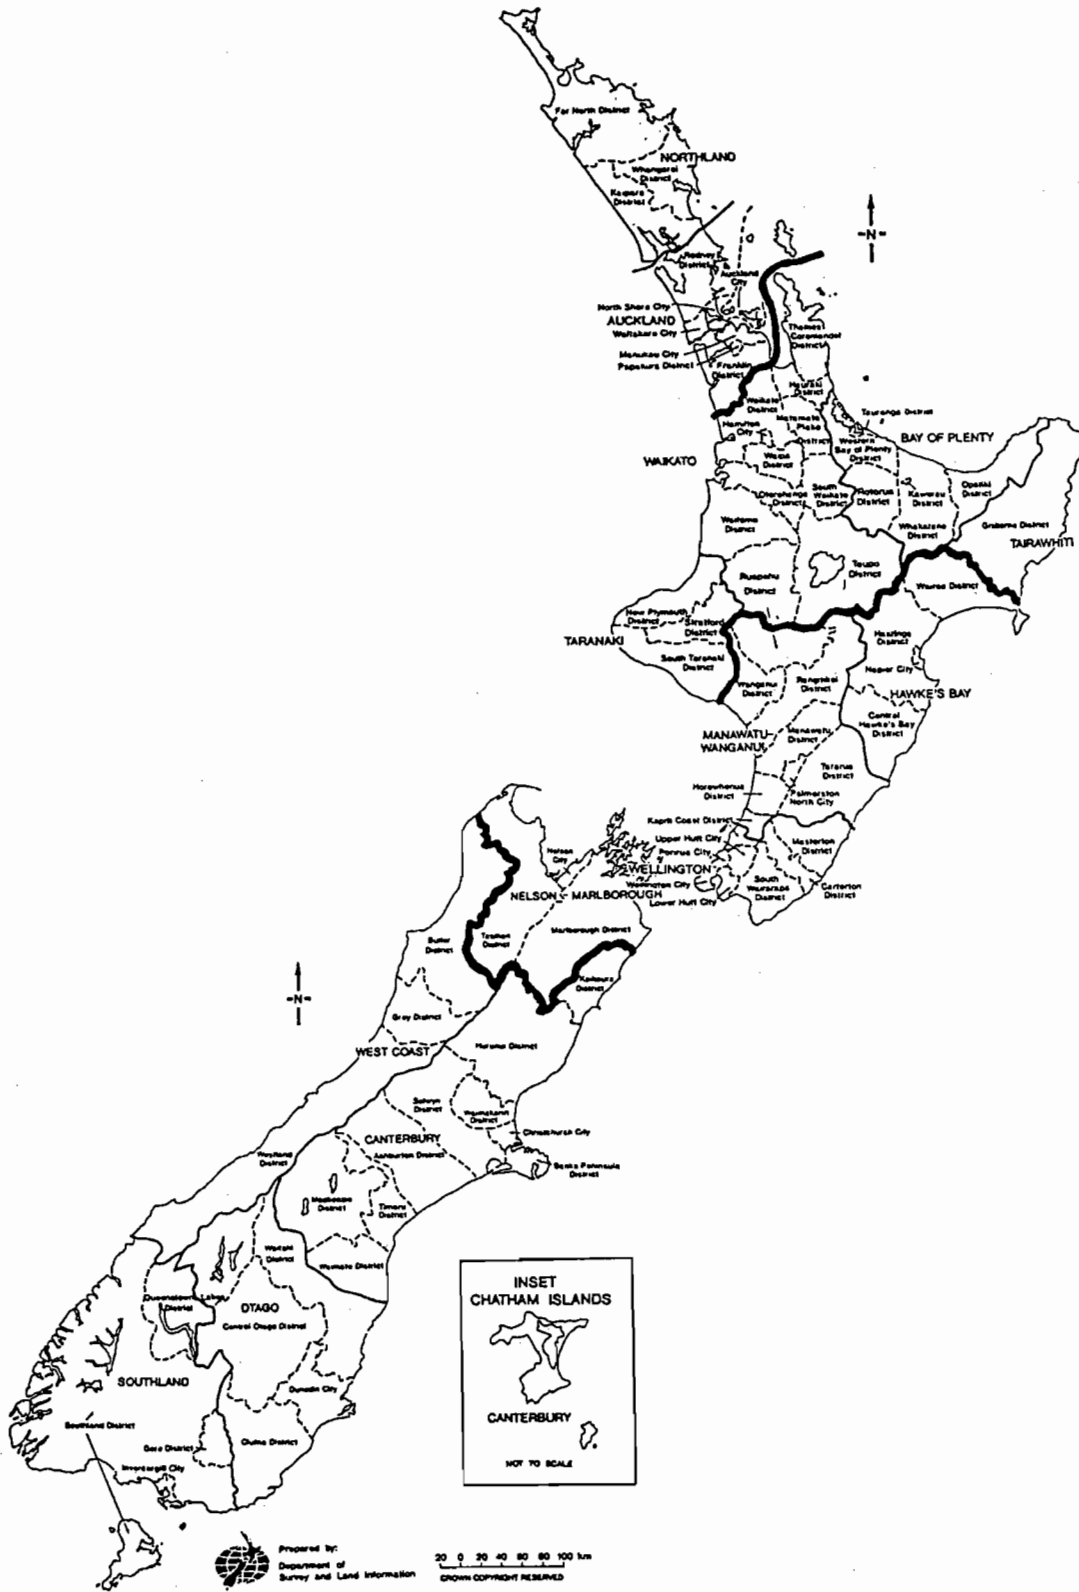 Far North District
NORTHLAND
Whangarei
District
Kaipara
District
-N-
Rodney
District
Auckland
City
North Shore City
AUCKLAND
Waitakere City
Manukau City
Papakura District
Franklin
District
Thames
Coromandel
District
Hauraki
District
Waikato
District
Matamata
Piako
District
Tauranga District
Hamilton
City
Western
Bay of Plenty
District
BAY OF PLENTY
WAIKATO
Waipa
District
Otorohanga
District
South
Waikato
District
Rotorua
District
Kawerau
District
Opotiki
District
Waitomo
District
Whakatane
District
Gisborne District
TAIRAWHITI
Ruapehu
District
Taupo
District
Wairoa District
New Plymouth
District
Stratford
District
TARANAKI
South Taranaki
District
Hastings
District
Napier City
HAWKE'S BAY
Wanganui
District
Rangitikei
District
Central
Hawke's Bay
District
MANAWATU-
WANGANUI
Manawatu
District
Tararua
District
Horowhenua
District
Palmerston
North City
Kapiti Coast District
Upper Hutt City
Porirua City
Masterton
District
WELLINGTON
Wellington City
Lower Hutt City
South
Wairarapa
District
Carterton
District
Nelson
City
NELSON - MARLBOROUGH
Tasman
District
Marlborough District
Buller
District
Kaikoura
District
-N-
Grey District
WEST COAST
Hurunui District
Selwyn
District
Waimakariri
District
Christchurch City
CANTERBURY
Ashburton District
Banks Peninsula
District
Westland
District
Mackenzie
District
Timaru
District
Waitaki
District
Waimate District
Queenstown Lakes
District
OTAGO
Central Otago District
SOUTHLAND
Dunedin City
Southland District
Gore District
Clutha District
Invercargill City
INSET
CHATHAM ISLANDS
CANTERBURY
NOT TO SCALE
Prepared by:
Department of
Survey and Land Information
20 0 20 40 60 80 100 km
CROWN COPYRIGHT RESERVED